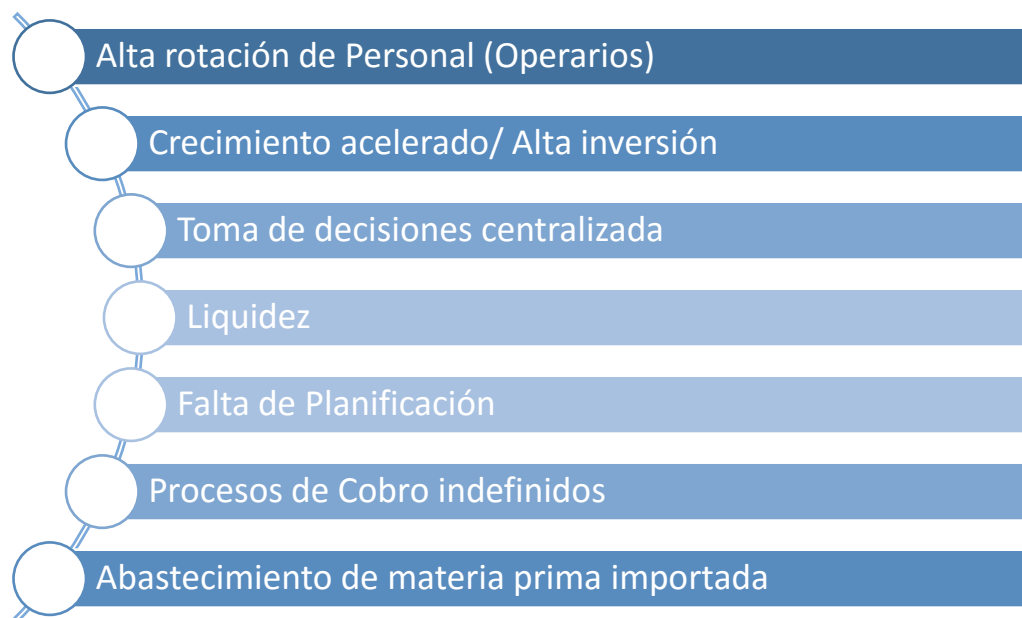 Alta rotación de Personal (Operarios)
Crecimiento acelerado/ Alta inversión
Toma de decisiones centralizada
Liquidez
Falta de Planificación
Procesos de Cobro indefinidos
Abastecimiento de materia prima importada